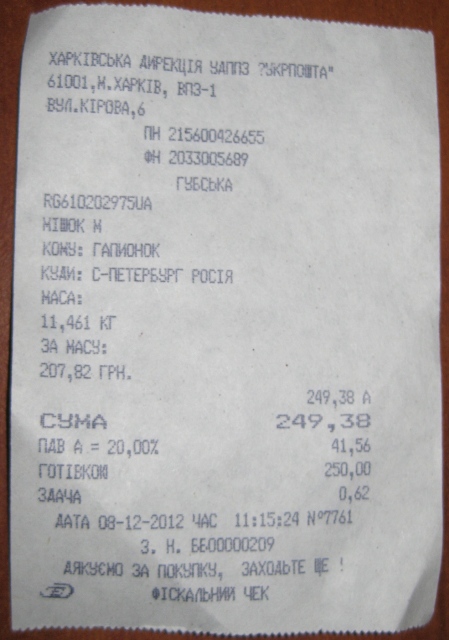 ХАРКІВСЬКА ДИРЕКЦІЯ УДППЗ ?УКРПОШТА"
61001,М.ХАРКІВ, ВПЗ-1
ВУЛ.КІРОВА,6
ПН 215600426655
ФН 2033005689
ГУБСЬКА
RG610202975UA
МІШОК М
КОМУ: ГАПИОНОК
КУДИ: С-ПЕТЕРБУРГ РОСІЯ
МАСА:
11,461 КГ
ЗА МАСУ:
207,82 ГРН.
249,38 А
СУМА 249,38
ПДВ А = 20,00% 41,56
ГОТІВКОЮ 250,00
ЗДАЧА 0,62
ДАТА 08-12-2012 ЧАС 11:15:24 №7761
З. Н. ББ00000209
ДЯКУЄМО ЗА ПОКУПКУ, ЗАХОДЬТЕ ЩЕ !
ФІСКАЛЬНИЙ ЧЕК